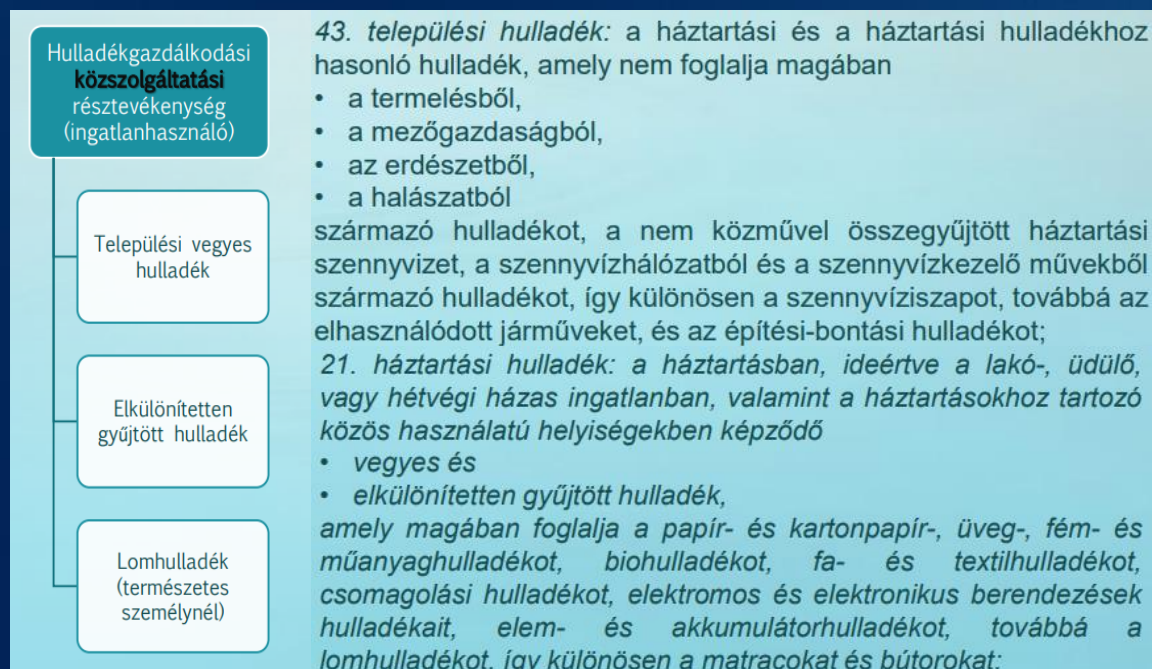 Hulladékgazdálkodási
közszolgáltatási
résztevékenység
(ingatlanhasználó)
Települési vegyes
hulladék
Elkülönítetten
gyűjtött hulladék
Lomhulladék
(természetes
személynél)
43. települési hulladék: a háztartási és a háztartási hulladékhoz
hasonló hulladék, amely nem foglalja magában
• a termelésből,
• a mezőgazdaságból,
• az erdészetből,
• a halászatból
származó hulladékot, a nem közművel összegyűjtött háztartási
szennyvizet, a szennyvízhálózatból és a szennyvízkezelő művekből
származó hulladékot, így különösen a szennyvíziszapot, továbbá az
elhasználódott járműveket, és az építési-bontási hulladékot;
21. háztartási hulladék: a háztartásban, ideértve a lakó-, üdülő,
vagy hétvégi házas ingatlanban, valamint a háztartásokhoz tartozó
közös használatú helyiségekben képződő
• vegyes és
• elkülönítetten gyűjtött hulladék,
amely magában foglalja a papír- és kartonpapír-, üveg-, fém- és
műanyaghulladékot, biohulladékot, fa- és textilhulladékot,
csomagolási hulladékot, elektromos és elektronikus berendezések
hulladékait, elem- és akkumulátorhulladékot, továbbá a
lomhulladékot, így különösen a matracokat és bútorokat;